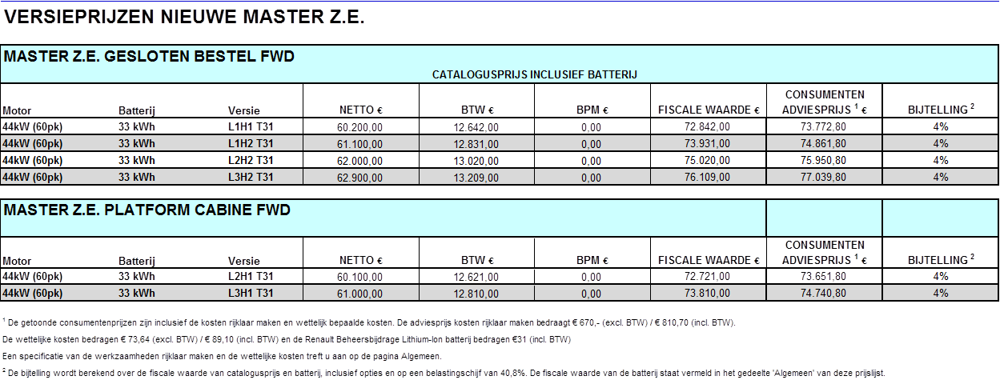 VERSIEPRIJZEN NIEUWE MASTER Z.E.
MASTER Z.E. GESLOTEN BESTEL FWD
CATALOGUSPRIJS INCLUSIEF BATTERIJ
Motor Batterij Versie NETTO € BTW € BPM € FISCALE WAARDE € CONSUMENTEN ADVIESPRIJS ¹ € BIJTELLING ²
44kW (60pk) 33 kWh L1H1 T31 60.200,00 12.642,00 0,00 72.842,00 73.772,80 4%
44kW (60pk) 33 kWh L1H2 T31 61.100,00 12.831,00 0,00 73.931,00 74.861,80 4%
44kW (60pk) 33 kWh L2H2 T31 62.000,00 13.020,00 0,00 75.020,00 75.950,80 4%
44kW (60pk) 33 kWh L3H2 T31 62.900,00 13.209,00 0,00 76.109,00 77.039,80 4%
MASTER Z.E. PLATFORM CABINE FWD
Motor Batterij Versie NETTO € BTW € BPM € FISCALE WAARDE € CONSUMENTEN ADVIESPRIJS ¹ € BIJTELLING ²
44kW (60pk) 33 kWh L2H1 T31 60.100,00 12.621,00 0,00 72.721,00 73.651,80 4%
44kW (60pk) 33 kWh L3H1 T31 61.000,00 12.810,00 0,00 73.810,00 74.740,80 4%
¹ De getoonde consumentenprijzen zijn inclusief de kosten rijklaar maken en wettelijk bepaalde kosten. De adviesprijs kosten rijklaar maken bedraagt € 670,- (excl. BTW) / € 810,70 (incl. BTW).
De wettelijke kosten bedragen € 73,64 (excl. BTW) / € 89,10 (incl. BTW) en de Renault Beheersbijdrage Lithium-Ion batterij bedragen €31 (incl. BTW)
Een specificatie van de werkzaamheden rijklaar maken en de wettelijke kosten treft u aan op de pagina Algemeen.
² De bijtelling wordt berekend over de fiscale waarde van catalogusprijs en batterij, inclusief opties en op een belastingschijf van 40,8%. De fiscale waarde van de batterij staat vermeld in het gedeelte 'Algemeen' van deze prijslijst.